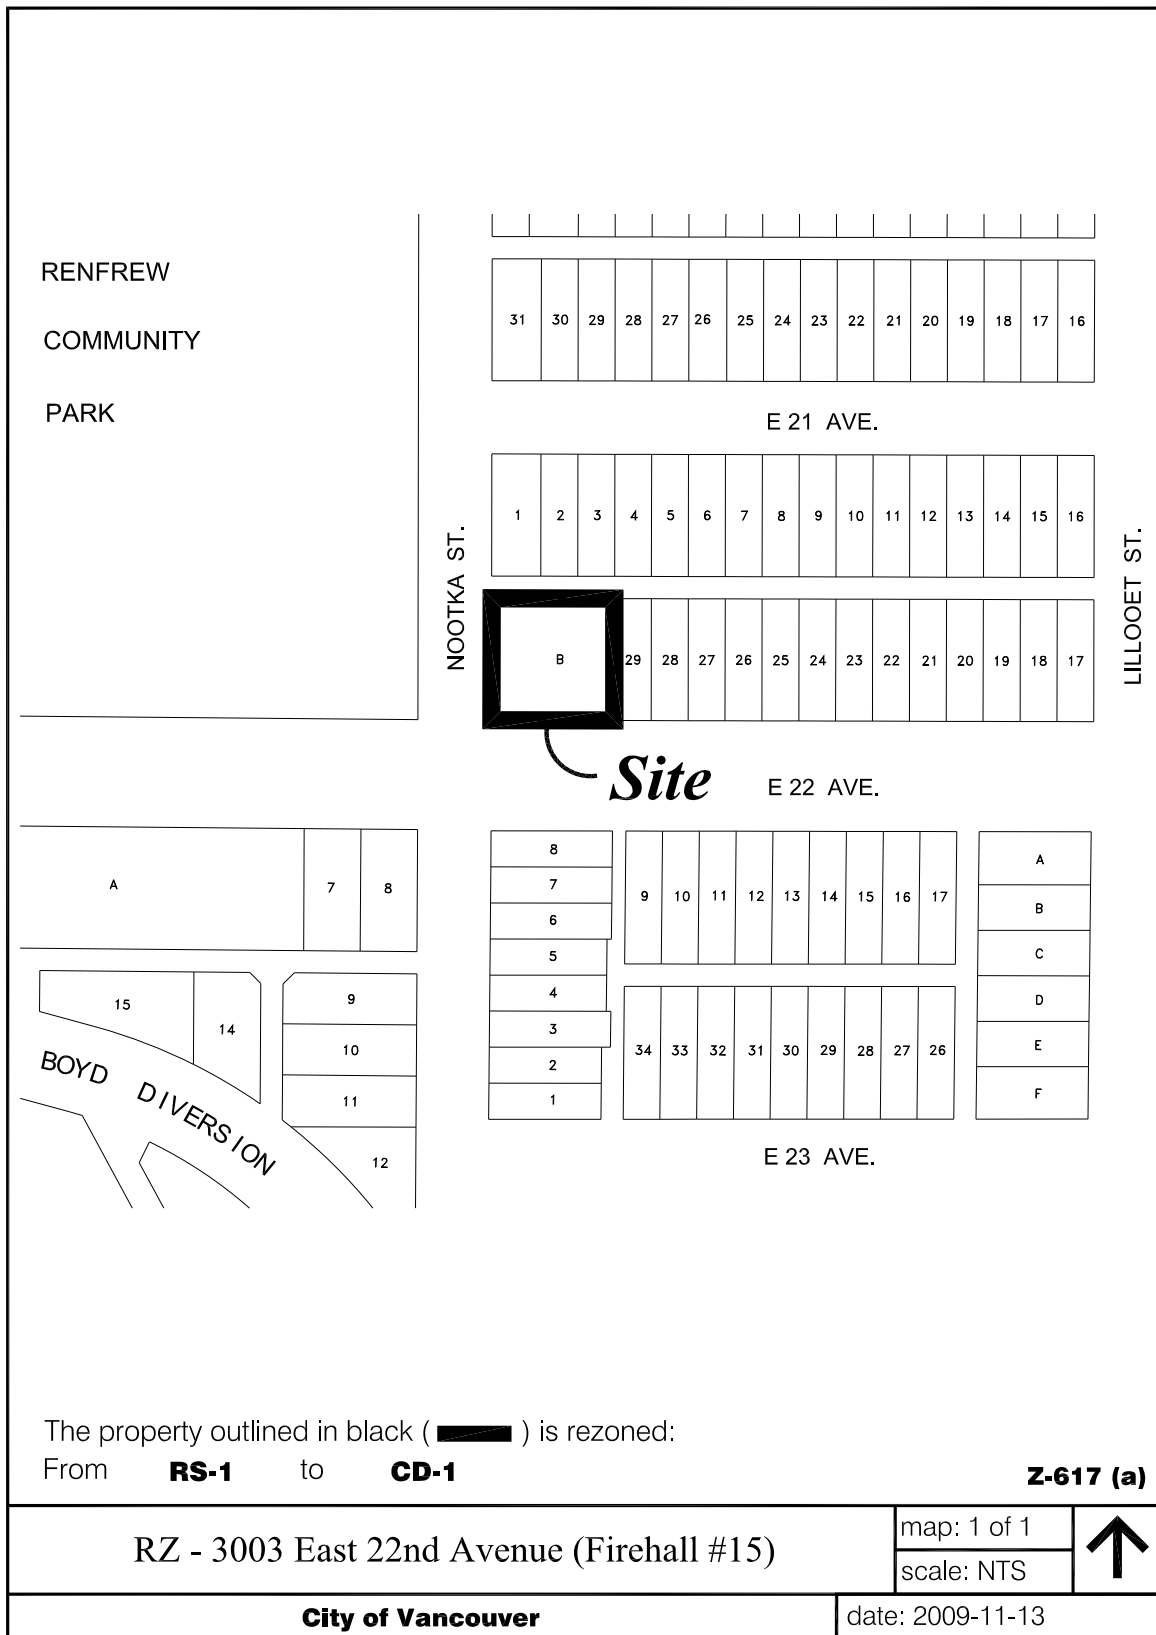 RENFREW
COMMUNITY
PARK
31 30 29 28 27 26 25 24 23 22 21 20 19 18 17 16
E 21 AVE.
1 2 3 4 5 6 7 8 9 10 11 12 13 14 15 16
NOOTKA ST.
LILLOOET ST.
B 29 28 27 26 25 24 23 22 21 20 19 18 17
Site
E 22 AVE.
A 7 8
8
7
6
5
4
3
2
1
9 10 11 12 13 14 15 16 17
A
B
C
D
E
F
15
14
9
10
11
12
34 33 32 31 30 29 28 27 26
BOYD DIVERSION
E 23 AVE.
The property outlined in black ( ) is rezoned:
From RS-1 to CD-1
Z-617 (a)
RZ - 3003 East 22nd Avenue (Firehall #15)
map: 1 of 1
scale: NTS
City of Vancouver
date: 2009-11-13